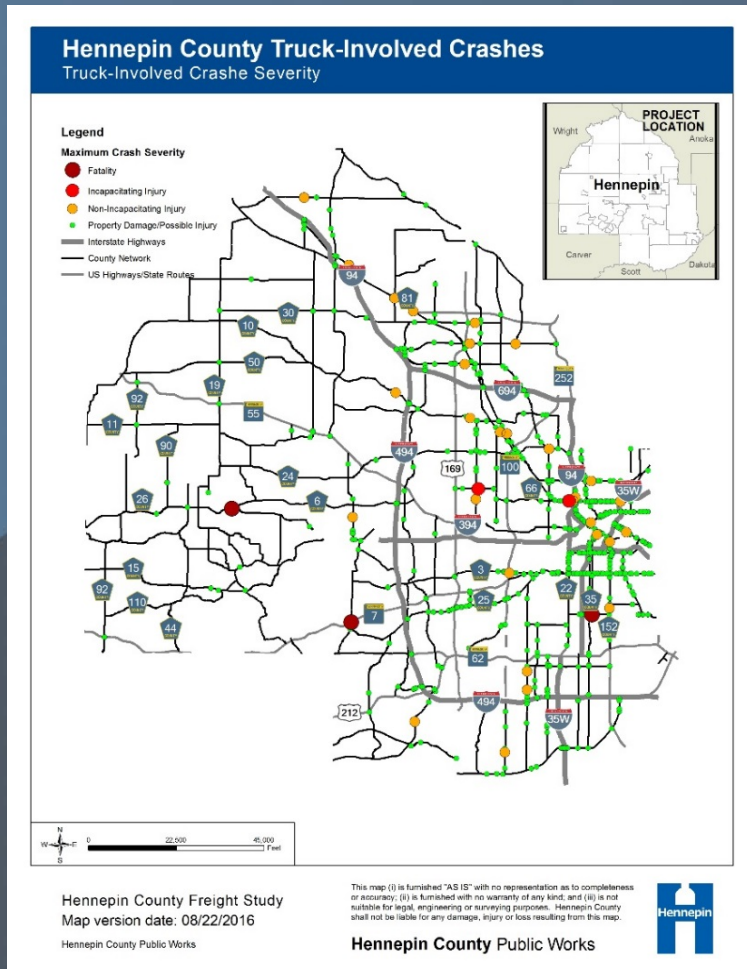 Hennepin County Truck-Involved Crashes
Truck-Involved Crashe Severity
Legend
Maximum Crash Severity
Fatality
Incapacitating Injury
Non-Incapacitating Injury
Property Damage/Possible Injury
Interstate Highways
County Network
US Highways/State Routes
PROJECT
LOCATION
Wright
Anoka
Hennepin
Carver
Scott
Dakota
94
81
30
10
50
252
19
694
92
55
11
494
90
169
100
94
24
66
35W
26
6
394
15
3
92
25
22
35
110
7
152
44
62
494
212
35W
N
W E
S
0 22,500 45,000
Feet
Hennepin County Freight Study
Map version date: 08/22/2016
Hennepin County Public Works
This map (i) is furnished "AS IS" with no representation as to completeness
or accuracy; (ii) is furnished with no warranty of any kind; and (iii) is not
suitable for legal, engineering or surveying purposes. Hennepin County
shall not be liable for any damage, injury or loss resulting from this map.
Hennepin County Public Works
Hennepin